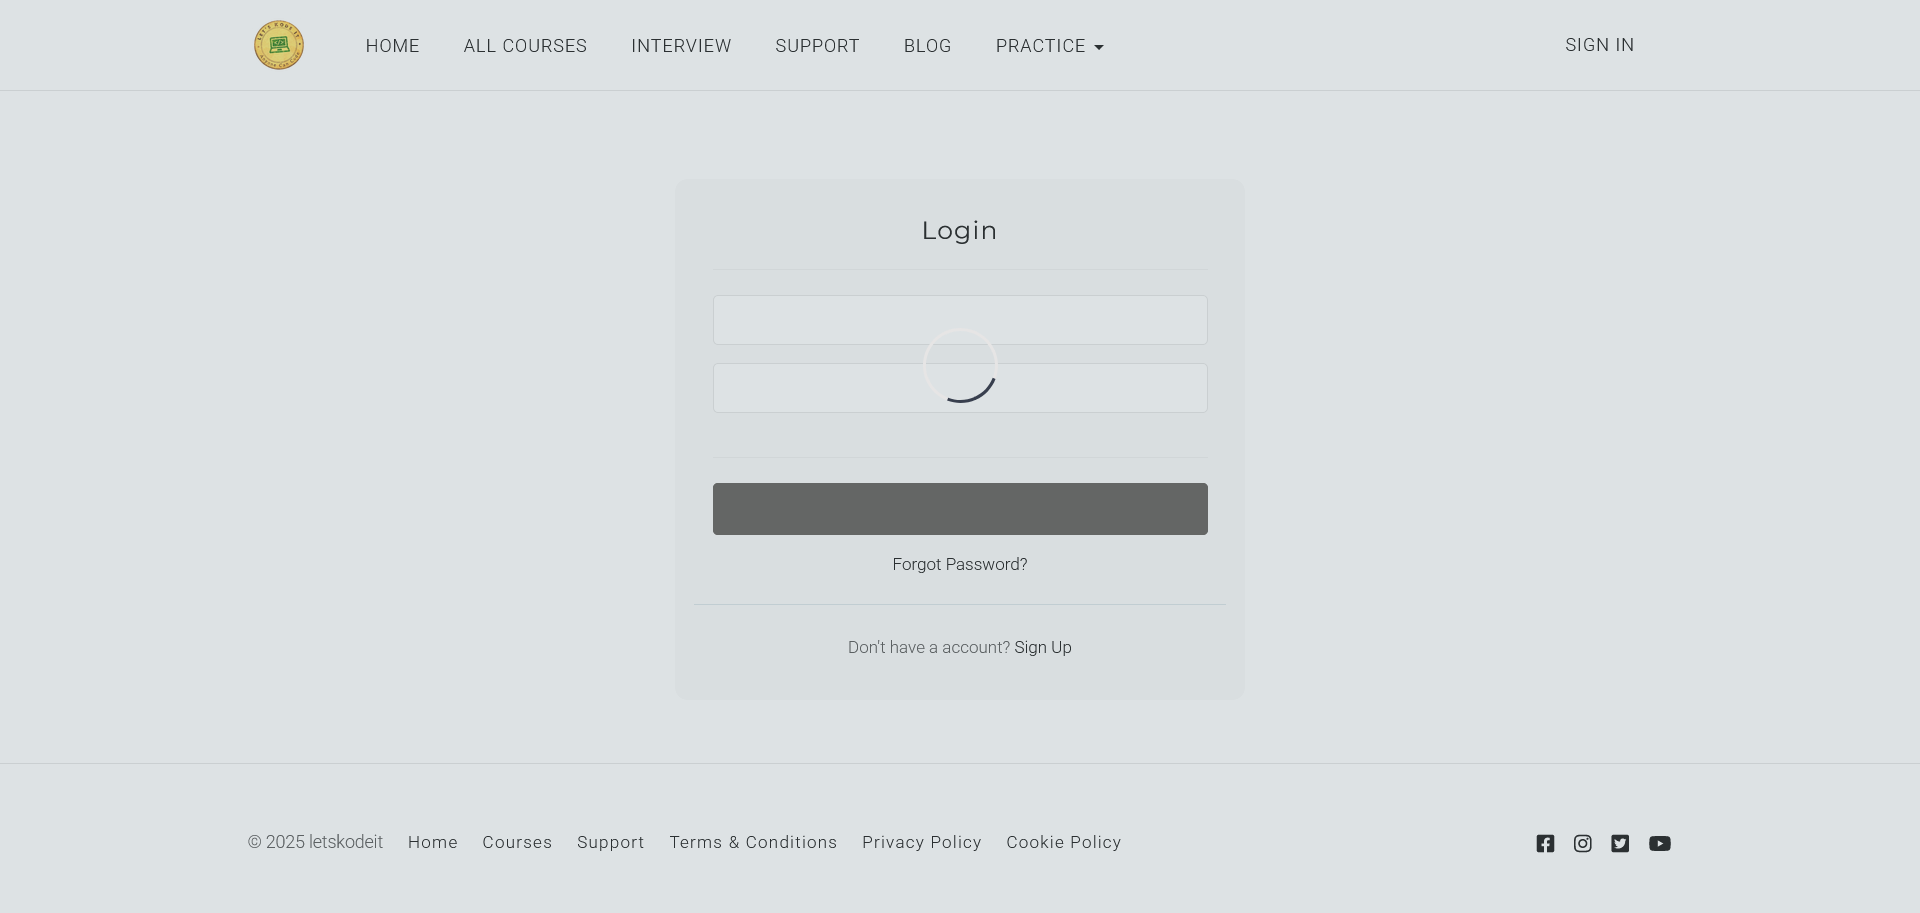 HOME
ALL COURSES
INTERVIEW
SUPPORT
BLOG
PRACTICE
SIGN IN
Login
Forgot Password?
Don't have a account? Sign Up
© 2025 letskodeit
Home
Courses
Support
Terms & Conditions
Privacy Policy
Cookie Policy